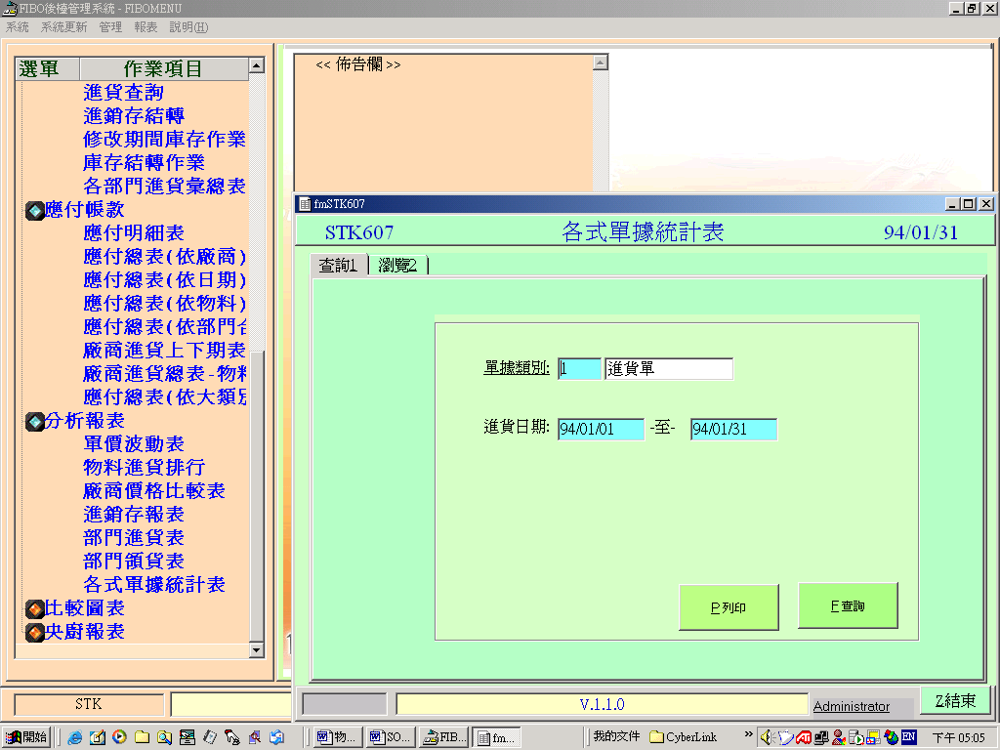 FIBO後檯管理系統 - FIBOMENU
系統 系統更新 管理 報表 說明(H)
選單 作業項目
進貨查詢
進銷存結轉
修改期間庫存作業
庫存結轉作業
各部門進貨彙總表
應付帳款
應付明細表
應付總表(依廠商)
應付總表(依日期)
應付總表(依物料)
應付總表(依部門合
廠商進貨上下期表
廠商進貨總表-物料
應付總表(依大類別
分析報表
單價波動表
物料進貨排行
廠商價格比較表
進銷存報表
部門進貨表
部門領貨表
各式單據統計表
比較圖表
央廚報表
STK
<< 佈告欄 >>
fmSTK607
STK607 各式單據統計表 94/01/31
查詢1 瀏覽2
單據類別: 1 進貨單
進貨日期: 94/01/01 -至- 94/01/31
P列印 F查詢
V.1.1.0 Administrator Z結束
開始 物... SO... FIB... fm... 我的文件 CyberLink » EN 下午 05:05